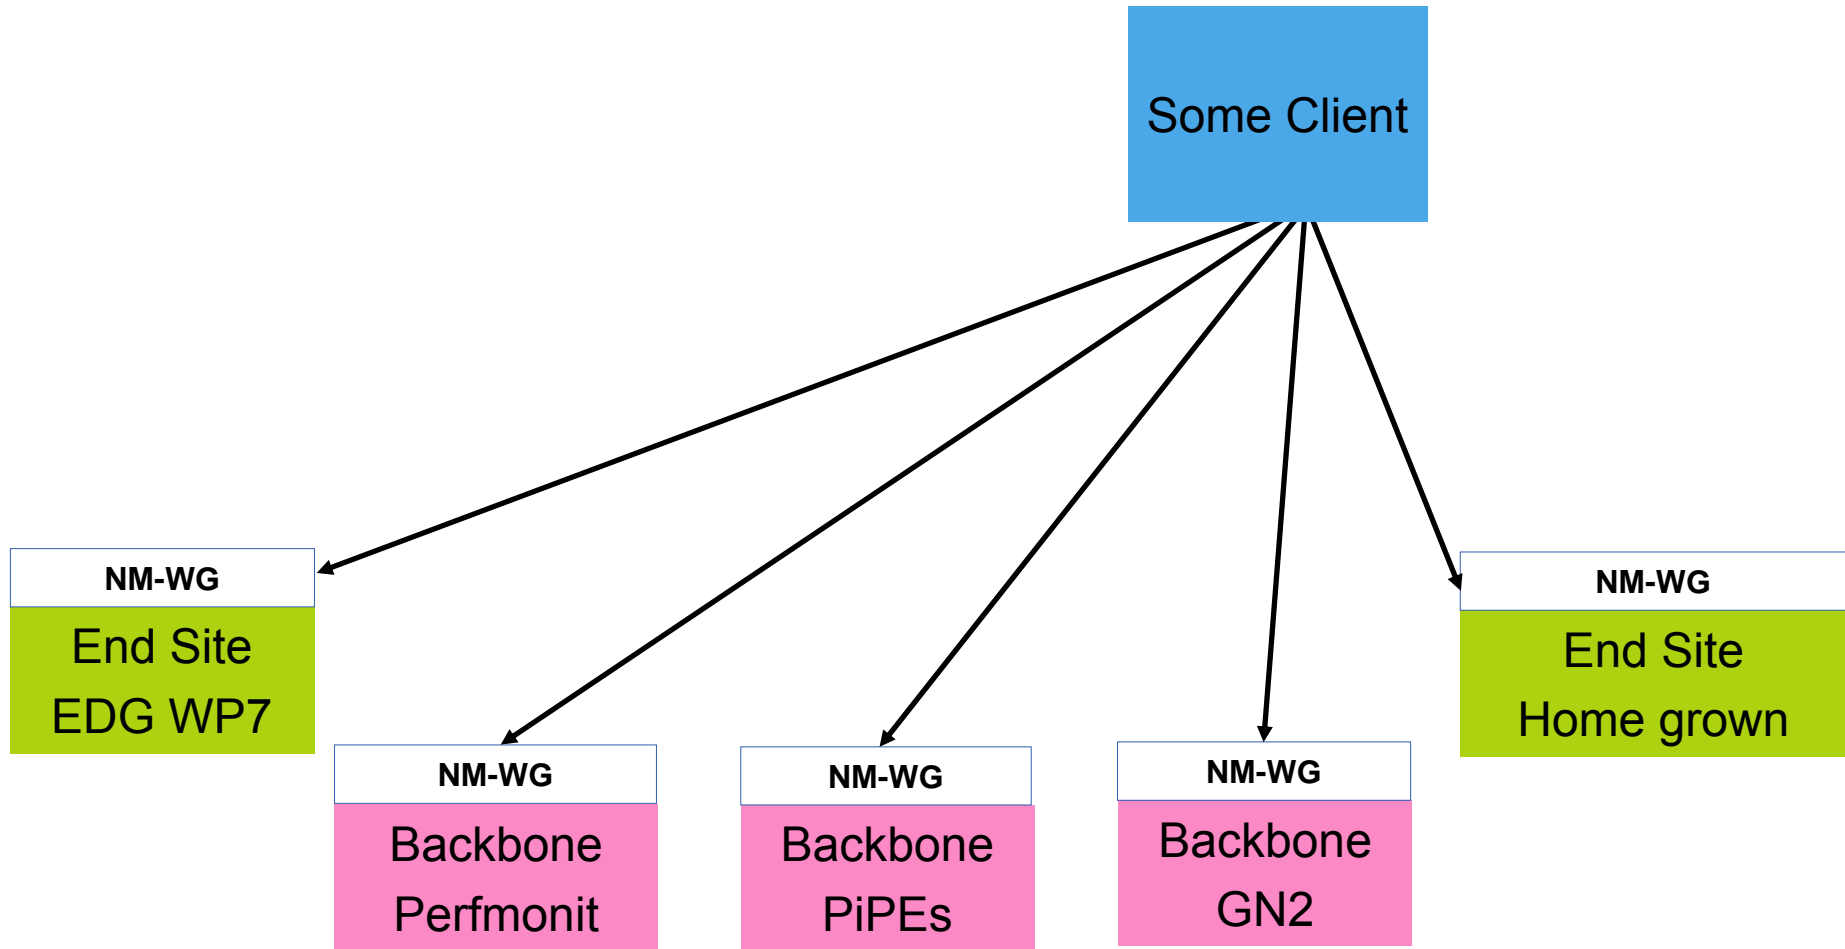 Some Client
NM-WG
End Site
EDG WP7
NM-WG
Backbone
Perfmonit
NM-WG
Backbone
PiPEs
NM-WG
Backbone
GN2
NM-WG
End Site
Home grown